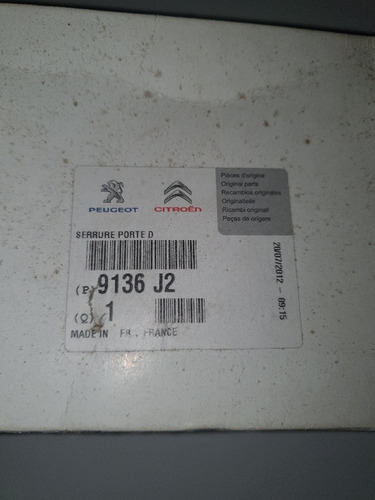 PEUGEOT
CITROËN
Pièces d'origine
Original parts
Recambios originales
Originalteile
Ricambi originali
Peças de origem
SERRURE PORTE D
(P) 9136 J2
(Q) 1
MADE IN FR . FRANCE
20/07/2012 - 09:15